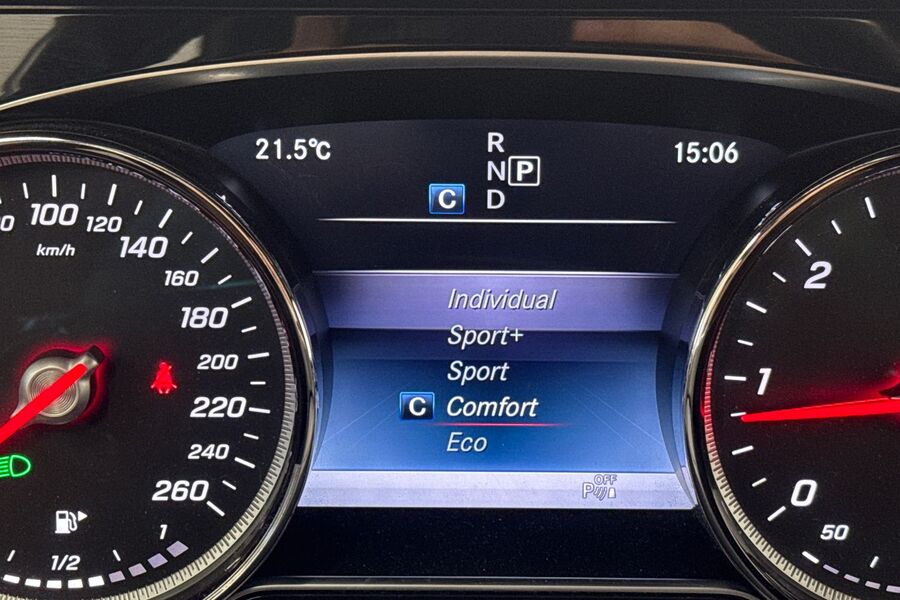 21.5°C
R
N P
C D
15:06
100
120
km/h
140
160
180
200
220
240
260
1
1/2
Individual
Sport+
Sport
C Comfort
Eco
OFF
P
2
1
0
50